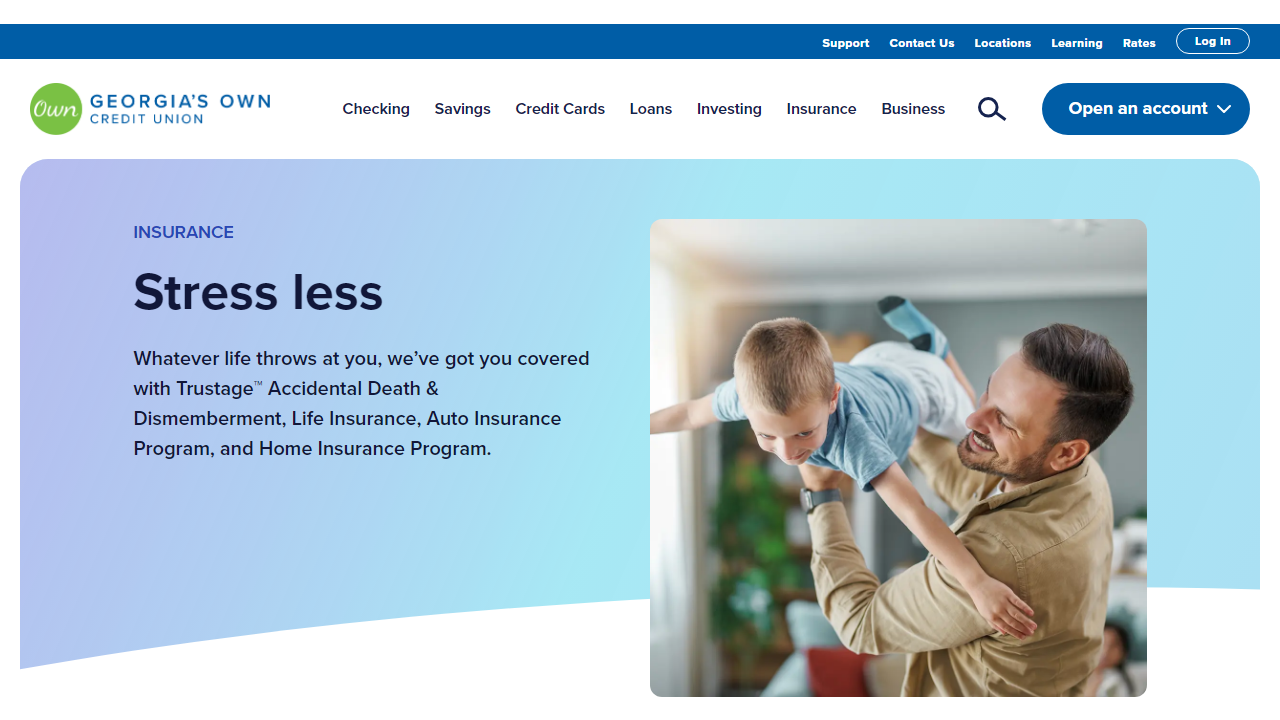 Support Contact Us Locations Learning Rates Log In
Own GEORGIA'S OWN
CREDIT UNION
Checking Savings Credit Cards Loans Investing Insurance Business Open an account
INSURANCE
Stress less
Whatever life throws at you, we’ve got you covered
with Trustage™ Accidental Death &
Dismemberment, Life Insurance, Auto Insurance
Program, and Home Insurance Program.